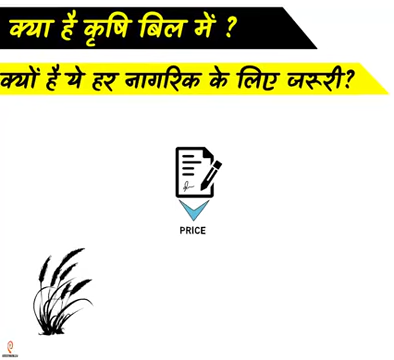 क्या है कृषि बिल में ?
क्यों है ये हर नागरिक के लिए जरूरी?
PRICE